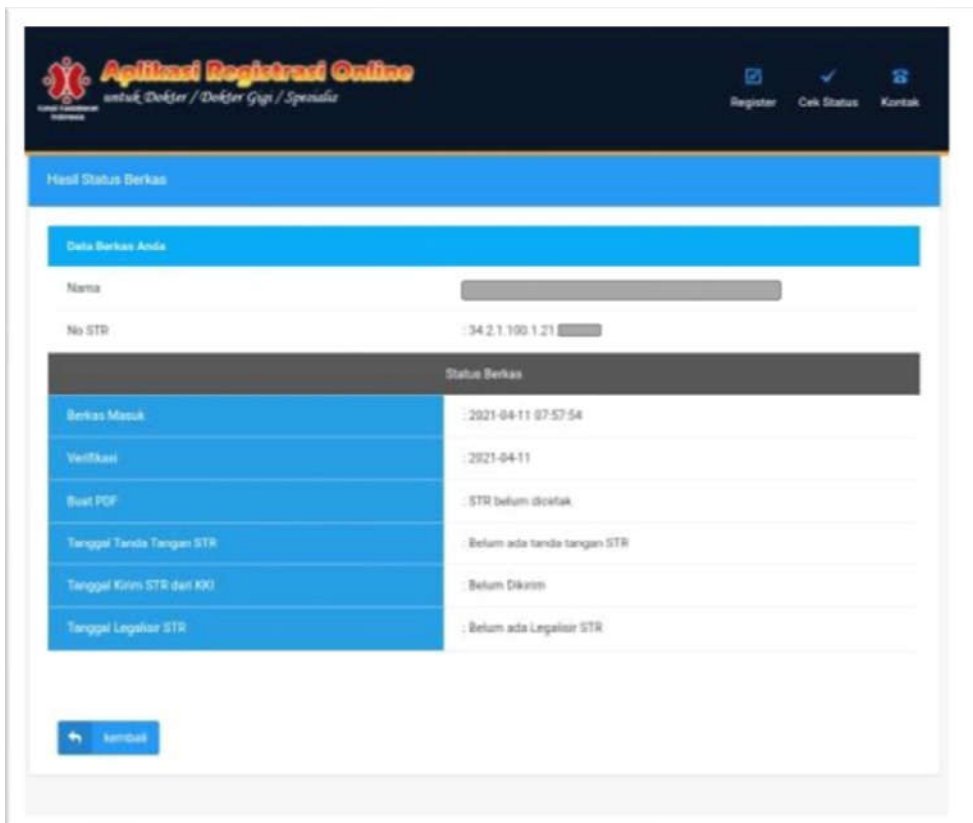 Aplikasi Registrasi Online
untuk Dokter / Dokter Gigi / Spesialis
Konsil Kedokteran
Indonesia
Register Cek Status Kontak
Hasil Status Berkas
Data Berkas Anda
Nama
No STR : 34.2.1.100.1.21
Status Berkas
Berkas Masuk : 2021-04-11 07:57:54
Verifikasi : 2021-04-11
Buat PDF : STR belum dicetak
Tanggal Tanda Tangan STR : Belum ada tanda tangan STR
Tanggal Kirim STR dari KKI : Belum Dikirim
Tanggal Legalisir STR : Belum ada Legalisir STR
kembali